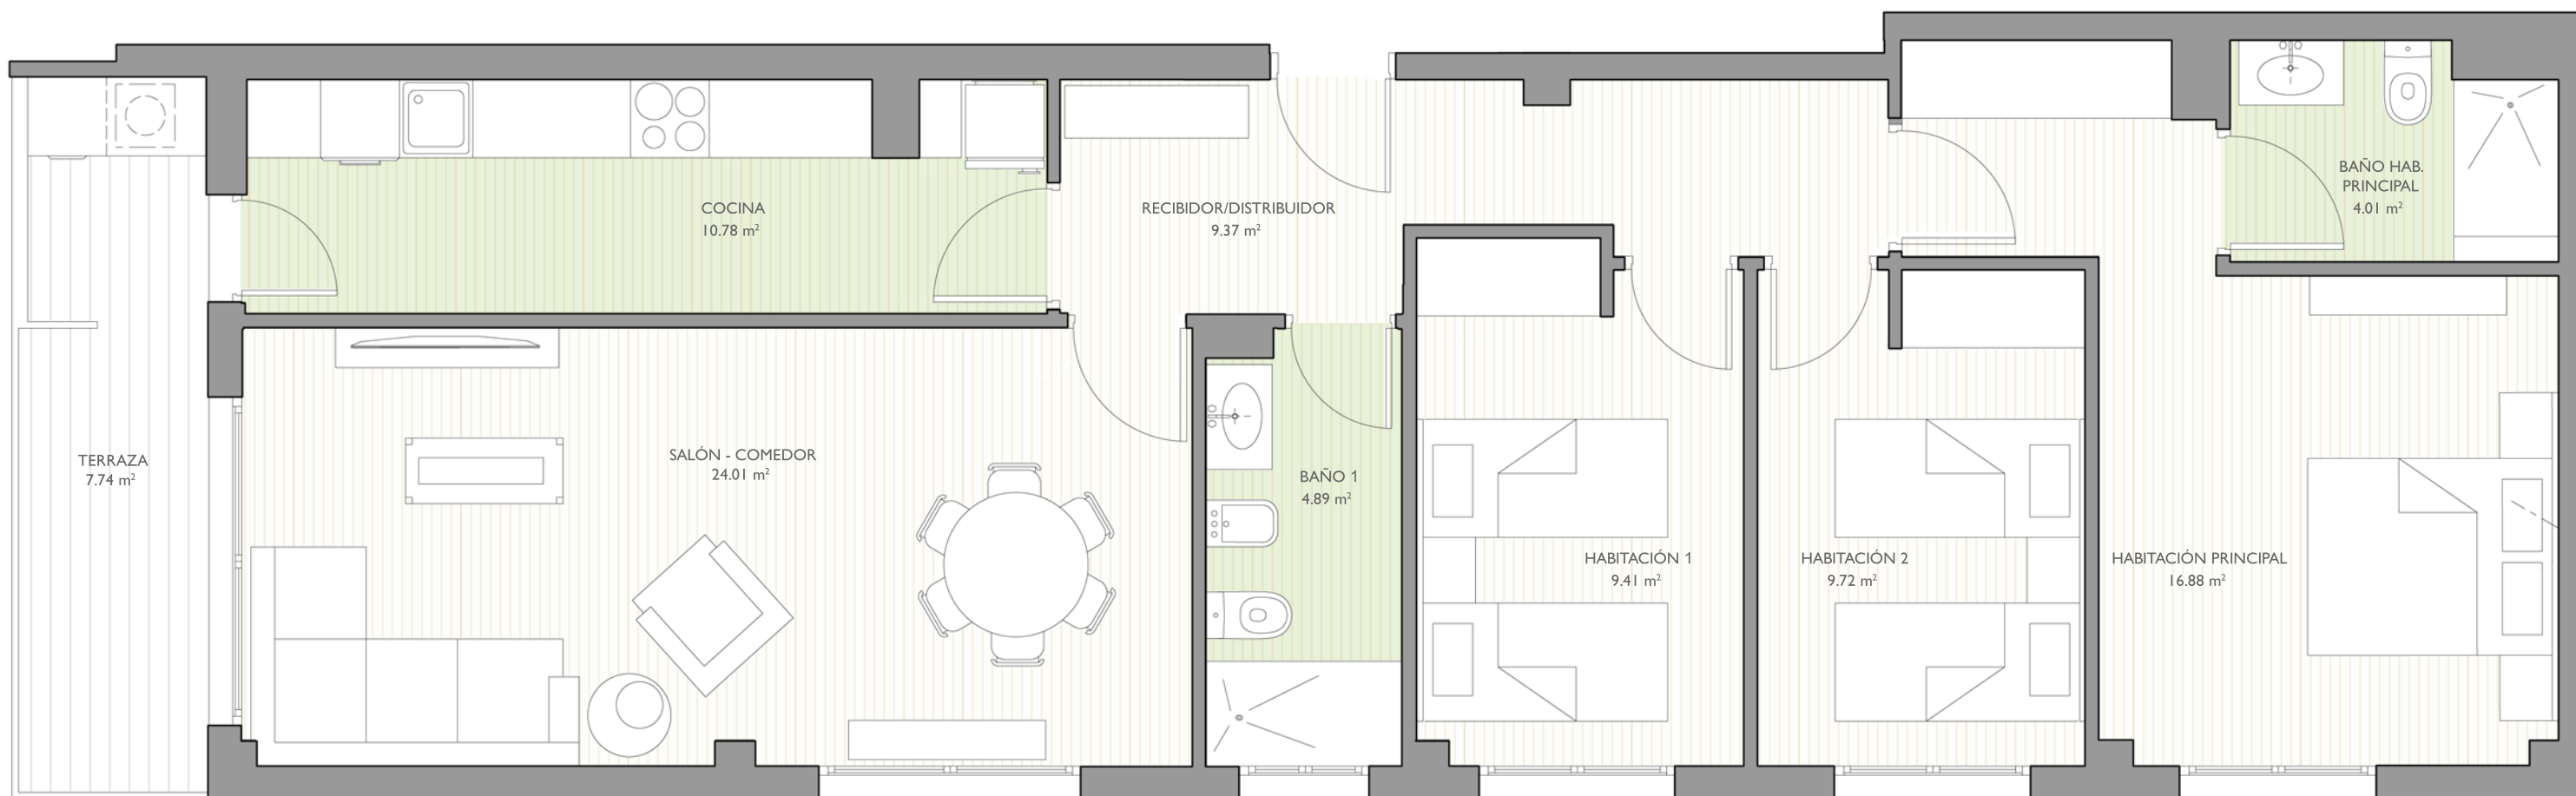 COCINA
10.78 m²
RECIBIDOR/DISTRIBUIDOR
9.37 m²
BAÑO HAB.
PRINCIPAL
4.01 m²
TERRAZA
7.74 m²
SALÓN - COMEDOR
24.01 m²
BAÑO 1
4.89 m²
HABITACIÓN 1
9.41 m²
HABITACIÓN 2
9.72 m²
HABITACIÓN PRINCIPAL
16.88 m²